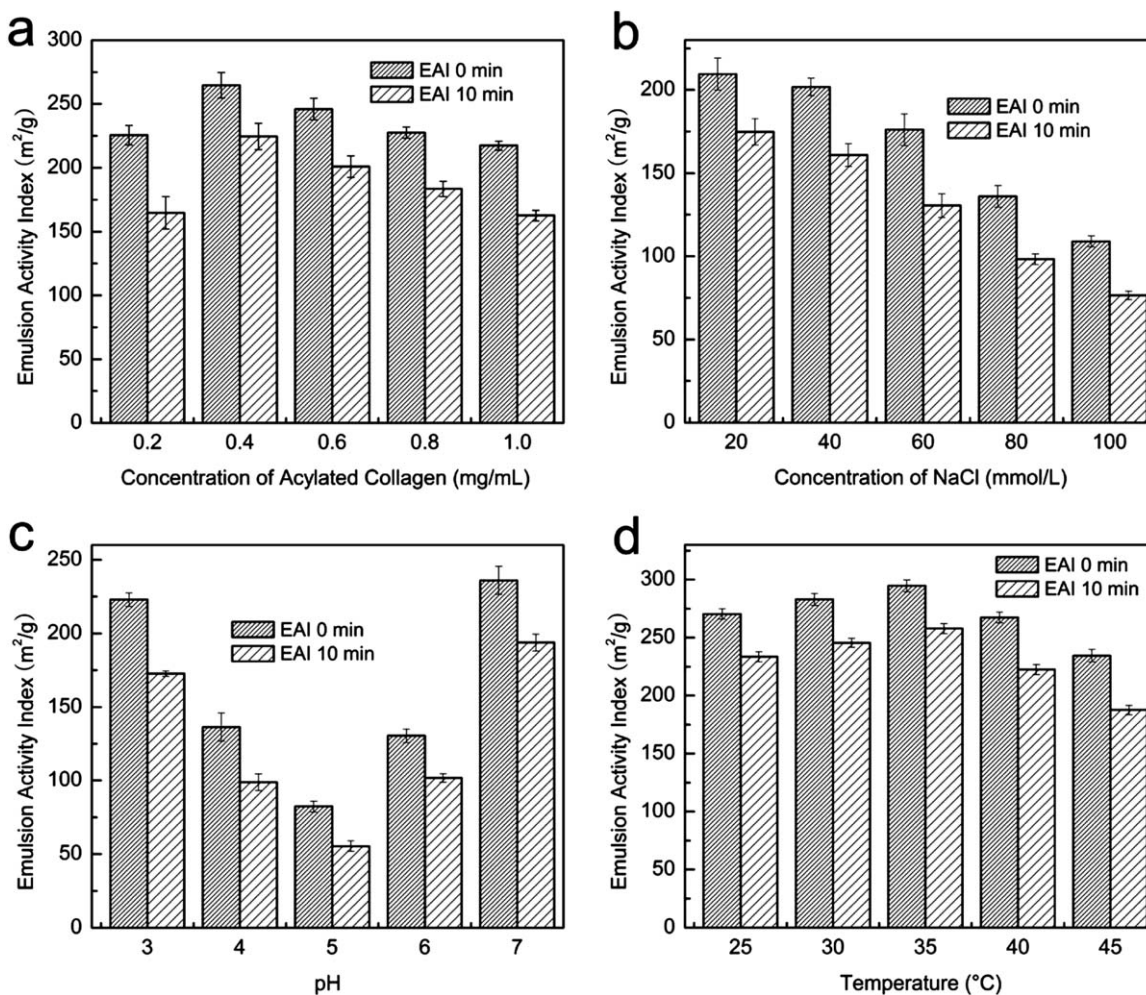 a
300
250
200
150
100
50
0
Emulsion Activity Index (m²/g)
EAI 0 min
EAI 10 min
0.2 0.4 0.6 0.8 1.0
Concentration of Acylated Collagen (mg/mL)
b
200
150
100
50
0
Emulsion Activity Index (m²/g)
EAI 0 min
EAI 10 min
20 40 60 80 100
Concentration of NaCl (mmol/L)
c
250
200
150
100
50
0
Emulsion Activity Index (m²/g)
EAI 0 min
EAI 10 min
3 4 5 6 7
pH
d
300
250
200
150
100
50
0
Emulsion Activity Index (m²/g)
EAI 0 min
EAI 10 min
25 30 35 40 45
Temperature (°C)